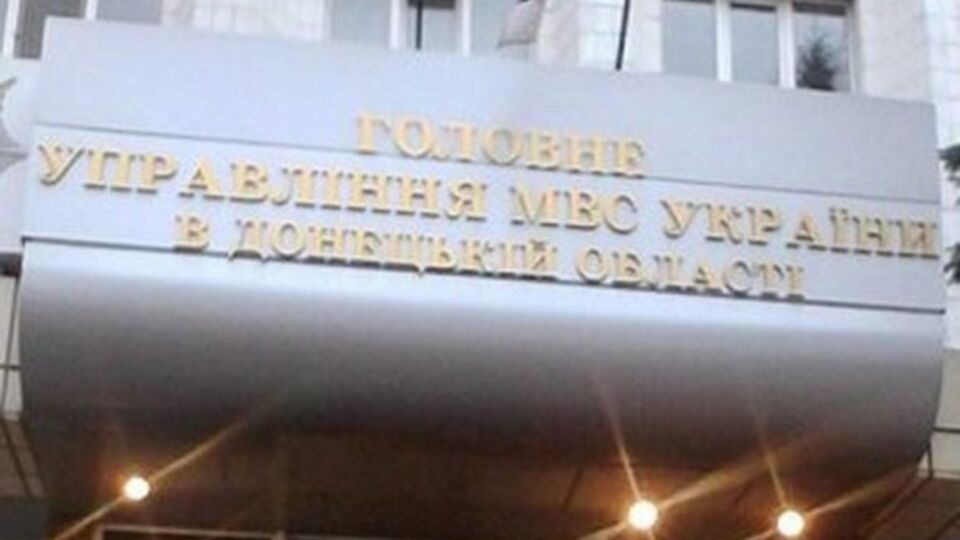 ГОЛОВНЕ
УПРАВЛІННЯ МВС УКРАЇНИ
В ДОНЕЦЬКІЙ ОБЛАСТІ